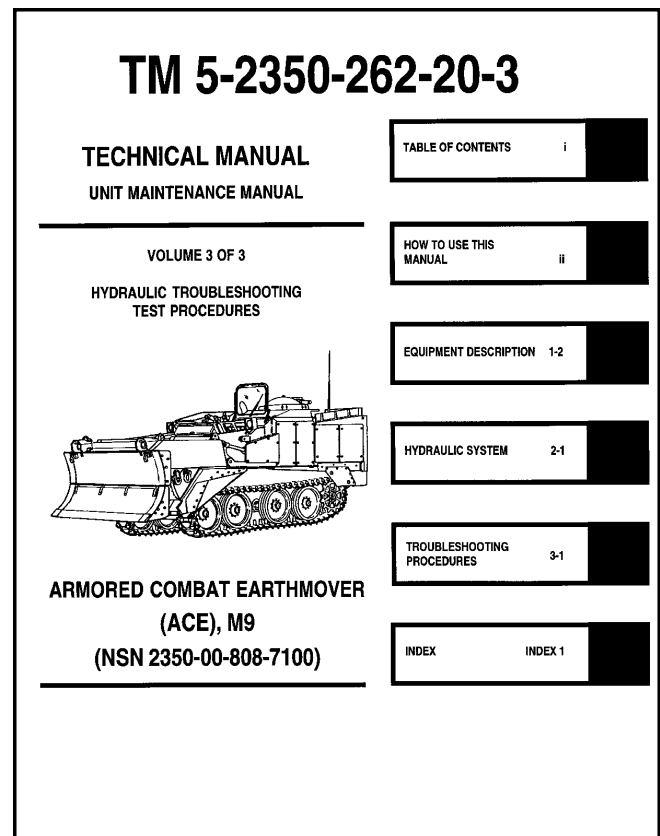 TM 5-2350-262-20-3
TECHNICAL MANUAL
UNIT MAINTENANCE MANUAL
VOLUME 3 OF 3
HYDRAULIC TROUBLESHOOTING
TEST PROCEDURES
ARMORED COMBAT EARTHMOVER
(ACE), M9
(NSN 2350-00-808-7100)
TABLE OF CONTENTS i
HOW TO USE THIS
MANUAL ii
EQUIPMENT DESCRIPTION 1-2
HYDRAULIC SYSTEM 2-1
TROUBLESHOOTING
PROCEDURES 3-1
INDEX INDEX 1